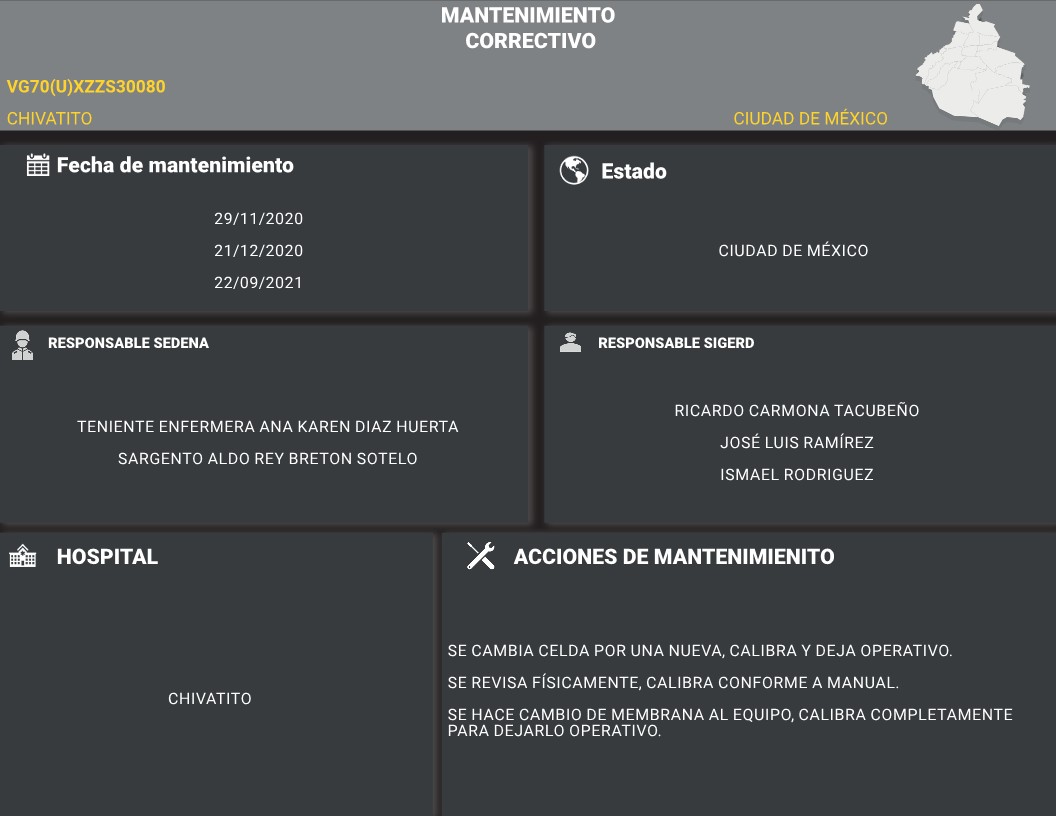 MANTENIMIENTO
CORRECTIVO
VG70(U)XZZS30080
CHIVATITO
CIUDAD DE MÉXICO
Fecha de mantenimiento
29/11/2020
21/12/2020
22/09/2021
Estado
CIUDAD DE MÉXICO
RESPONSABLE SEDENA
TENIENTE ENFERMERA ANA KAREN DIAZ HUERTA
SARGENTO ALDO REY BRETON SOTELO
RESPONSABLE SIGERD
RICARDO CARMONA TACUBEÑO
JOSÉ LUIS RAMÍREZ
ISMAEL RODRIGUEZ
HOSPITAL
CHIVATITO
ACCIONES DE MANTENIMIENITO
SE CAMBIA CELDA POR UNA NUEVA, CALIBRA Y DEJA OPERATIVO.
SE REVISA FÍSICAMENTE, CALIBRA CONFORME A MANUAL.
SE HACE CAMBIO DE MEMBRANA AL EQUIPO, CALIBRA COMPLETAMENTE
PARA DEJARLO OPERATIVO.